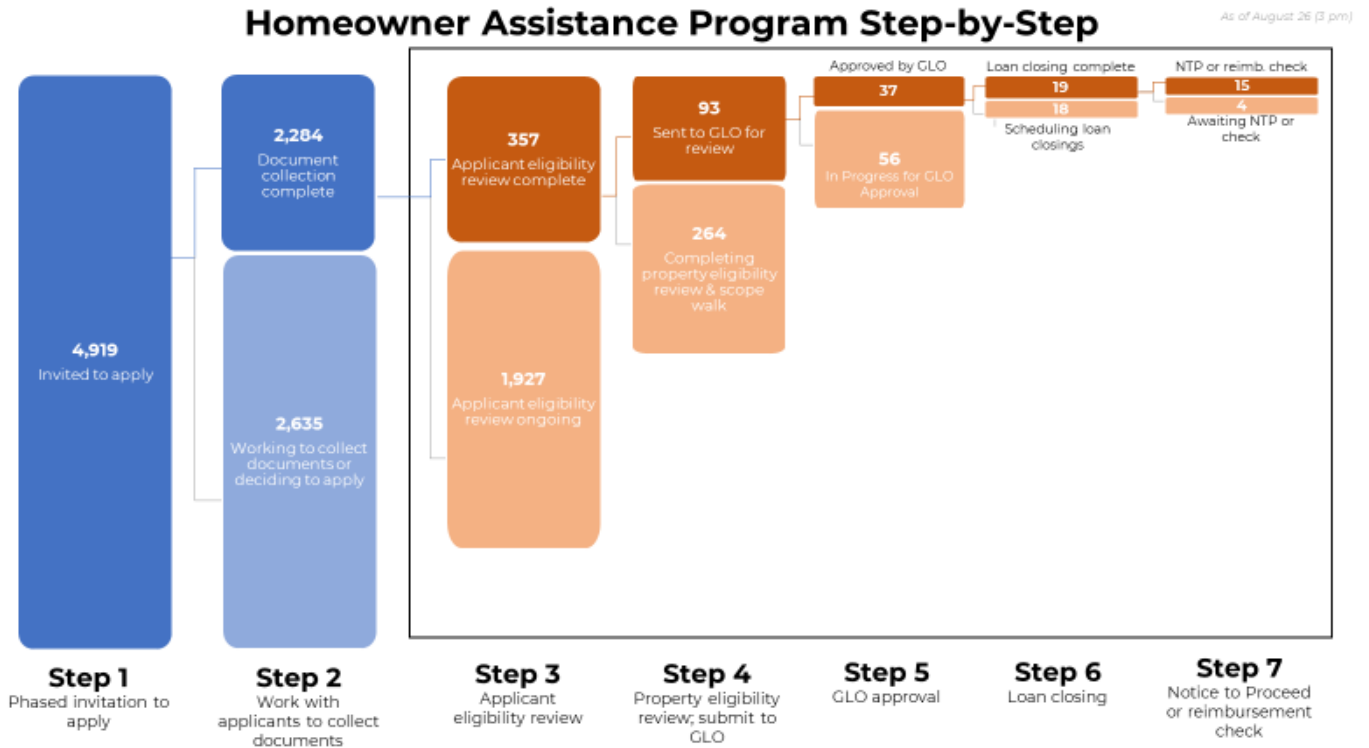 Homeowner Assistance Program Step-by-Step
As of August 26 (3 pm)
4,919
Invited to apply
2,284
Document
collection
complete
2,635
Working to collect
documents or
deciding to apply
357
Applicant eligibility
review complete
1,927
Applicant eligibility
review ongoing
93
Sent to GLO for
review
264
Completing
property eligibility
review & scope
walk
Approved by GLO
37
56
In Progress for GLO
Approval
Loan closing complete
19
18
Scheduling loan
closings
NTP or reimb. check
15
4
Awaiting NTP or
check
Step 1
Phased invitation to
apply
Step 2
Work with
applicants to collect
documents
Step 3
Applicant
eligibility review
Step 4
Property eligibility
review; submit to
GLO
Step 5
GLO approval
Step 6
Loan closing
Step 7
Notice to Proceed
or reimbursement
check